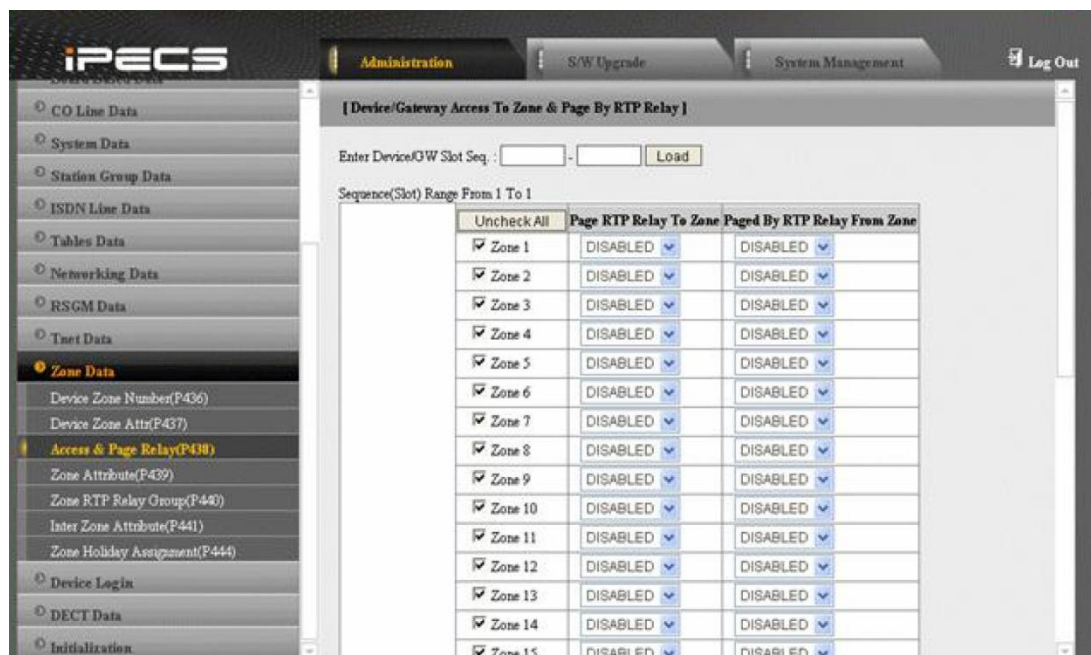 iPECS
Administration
S/W Upgrade
System Management
Log Out
CO Line Data
System Data
Station Group Data
ISDN Line Data
Tables Data
Networking Data
RSGM Data
Tnet Data
Zone Data
Device Zone Number(P436)
Device Zone Attr(P437)
Access & Page Relay(P438)
Zone Attribute(P439)
Zone RTP Relay Group(P440)
Inter Zone Attribute(P441)
Zone Holiday Assignment(P444)
Device Login
DECT Data
Initialization
[ Device/Gateway Access To Zone & Page By RTP Relay ]
Enter Device/GW Slot Seq. : - Load
Sequence(Slot) Range From 1 To 1
Uncheck All Page RTP Relay To Zone Paged By RTP Relay From Zone
Zone 1 DISABLED DISABLED
Zone 2 DISABLED DISABLED
Zone 3 DISABLED DISABLED
Zone 4 DISABLED DISABLED
Zone 5 DISABLED DISABLED
Zone 6 DISABLED DISABLED
Zone 7 DISABLED DISABLED
Zone 8 DISABLED DISABLED
Zone 9 DISABLED DISABLED
Zone 10 DISABLED DISABLED
Zone 11 DISABLED DISABLED
Zone 12 DISABLED DISABLED
Zone 13 DISABLED DISABLED
Zone 14 DISABLED DISABLED
Zone 15 DISABLED DISABLED